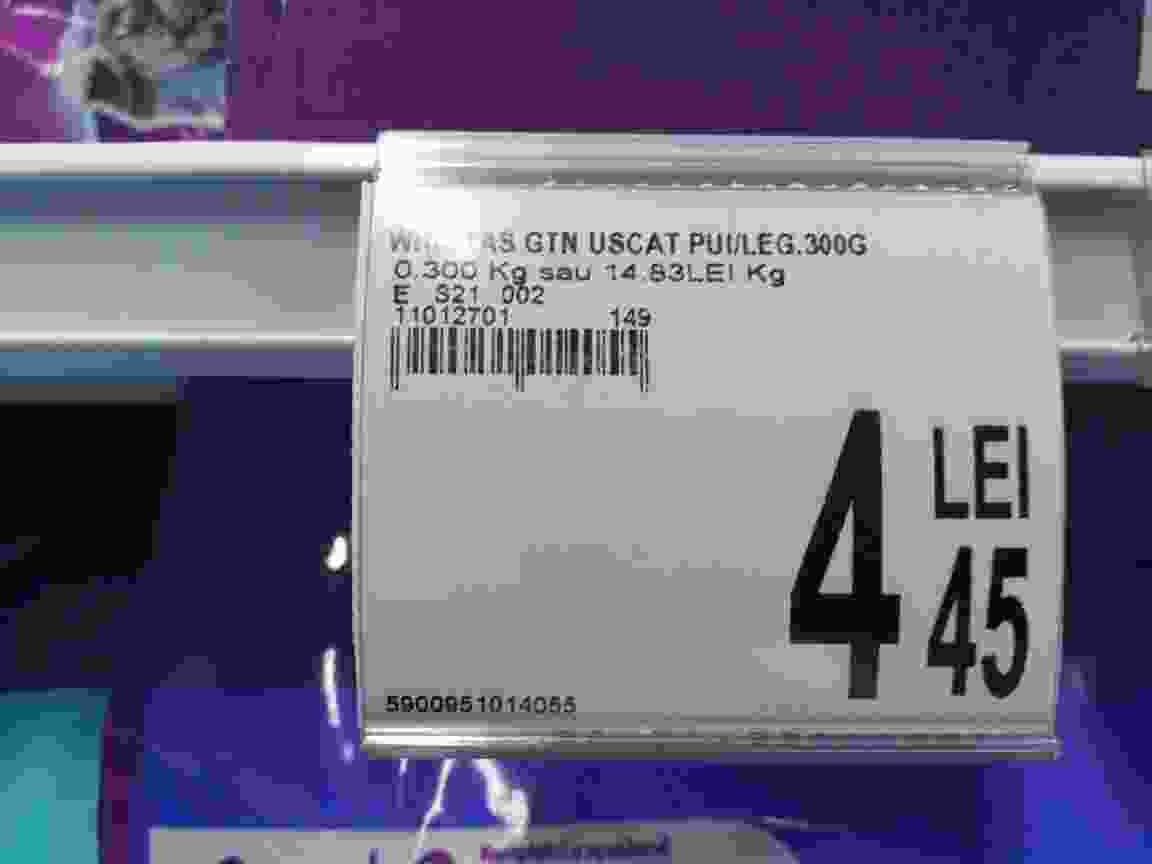 GTN USCAT PUI/LEG.300G
0.300 Kg sau 14.83LEI Kg
E S21 002
11012701 149
4 LEI 45
5900951014055